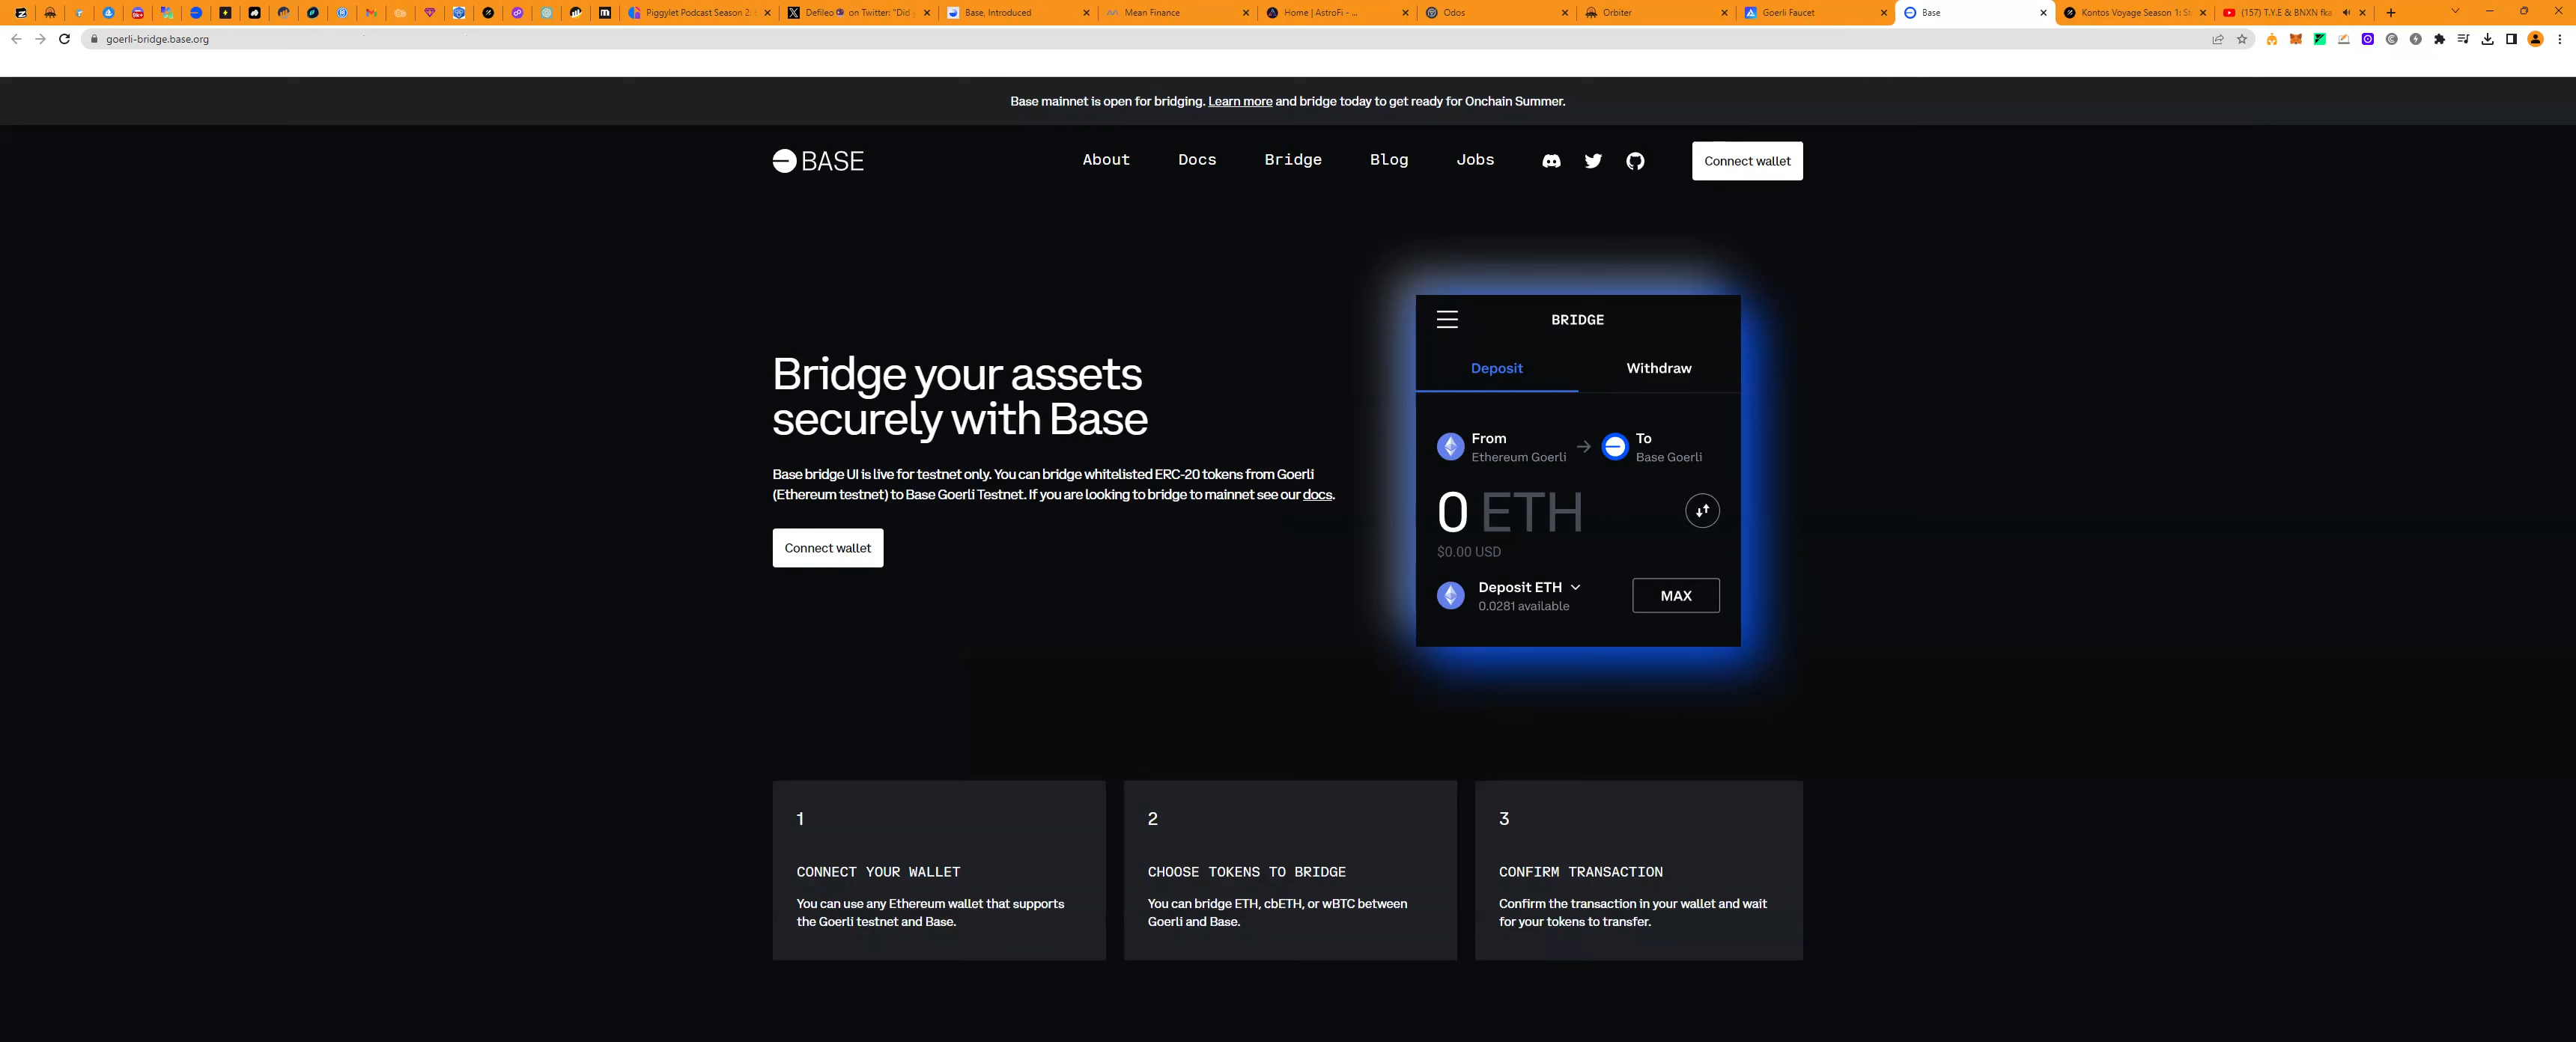 Piggylet Podcast Season 2:
Defileo on Twitter: "Did
Base, Introduced
Mean Finance
Home | AstroFi - ...
Odos
Orbiter
Goerli Faucet
Base
Kontos Voyage Season 1: St
(157) T.Y.E & BNXN fka
goerli-bridge.base.org
Base mainnet is open for bridging. Learn more and bridge today to get ready for Onchain Summer.
BASE
About
Docs
Bridge
Blog
Jobs
Connect wallet
Bridge your assets
securely with Base
Base bridge UI is live for testnet only. You can bridge whitelisted ERC-20 tokens from Goerli
(Ethereum testnet) to Base Goerli Testnet. If you are looking to bridge to mainnet see our docs.
Connect wallet
BRIDGE
Deposit
Withdraw
From
Ethereum Goerli
To
Base Goerli
0 ETH
$0.00 USD
Deposit ETH
0.0281 available
MAX
1
CONNECT YOUR WALLET
You can use any Ethereum wallet that supports
the Goerli testnet and Base.
2
CHOOSE TOKENS TO BRIDGE
You can bridge ETH, cbETH, or wBTC between
Goerli and Base.
3
CONFIRM TRANSACTION
Confirm the transaction in your wallet and wait
for your tokens to transfer.